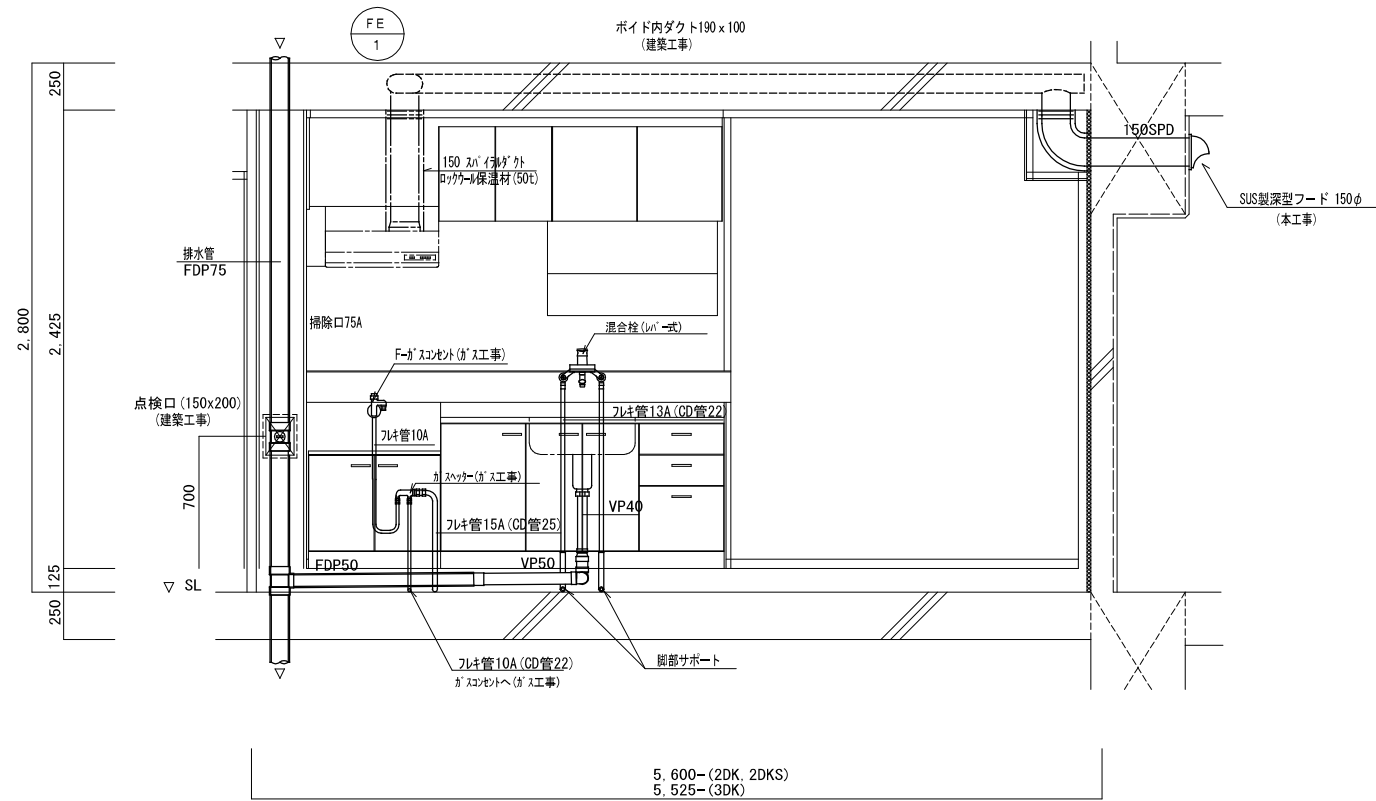 FE
1
ボイド内ダクト190x100
(建築工事)
250
150SPD
150 スパイラルダクト
ロックウール保温材(50t)
SUS製深型フード 150φ
(本工事)
排水管
FDP75
2,800
2,425
掃除口75A
混合栓(レバー式)
F-ガスコンセント(ガス工事)
点検口(150x200)
(建築工事)
フレキ管13A(CD管22)
フレキ管10A
ガスヘッター(ガス工事)
700
VP40
フレキ管15A(CD管25)
FDP50
VP50
125
▽ SL
250
フレキ管10A(CD管22)
ガスコンセントへ(ガス工事)
脚部サポート
5,600-(2DK, 2DKS)
5,525-(3DK)